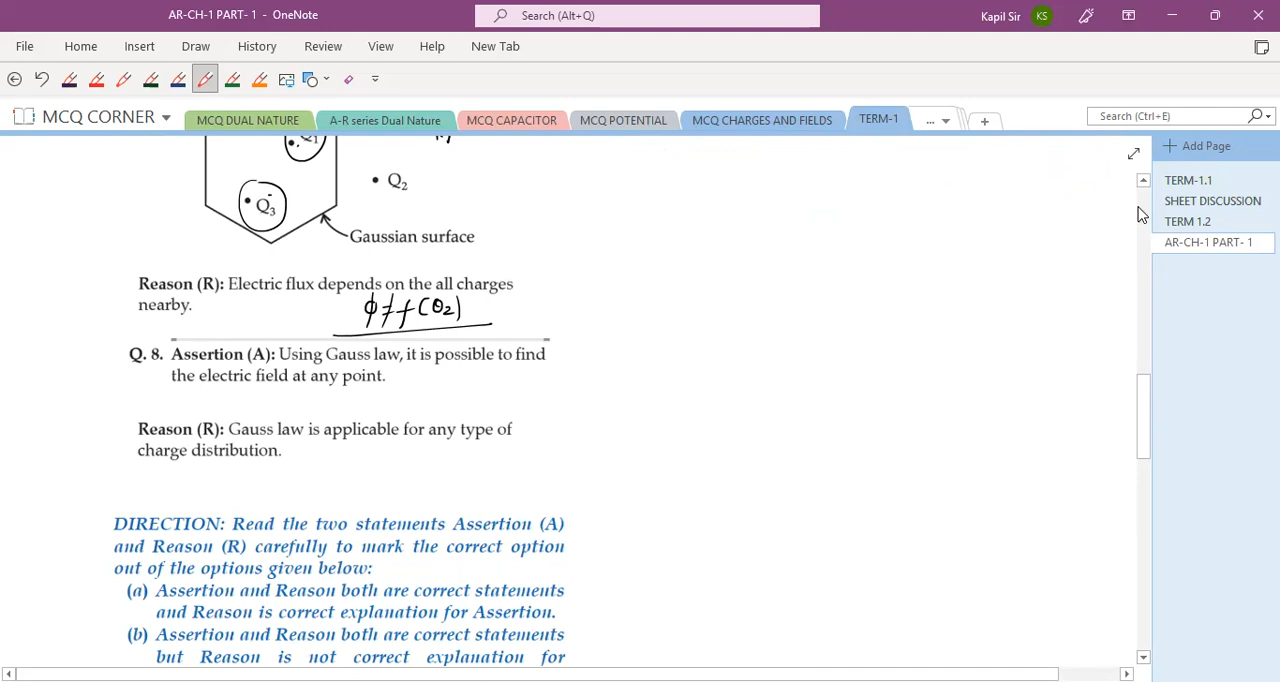 AR-CH-1 PART- 1 - OneNote
Search (Alt+Q)
Kapil Sir
KS
File Home Insert Draw History Review View Help New Tab
MCQ CORNER
MCQ DUAL NATURE
A-R series Dual Nature
MCQ CAPACITOR
MCQ POTENTIAL
MCQ CHARGES AND FIELDS
TERM-1
...
Search (Ctrl+E)
Add Page
TERM-1.1
SHEET DISCUSSION
TERM 1.2
AR-CH-1 PART- 1
• Q2
• Q3
Gaussian surface
Reason (R): Electric flux depends on the all charges
nearby.
ϕ ≠ f(Q2)
Q. 8. Assertion (A): Using Gauss law, it is possible to find
the electric field at any point.
Reason (R): Gauss law is applicable for any type of
charge distribution.
DIRECTION: Read the two statements Assertion (A)
and Reason (R) carefully to mark the correct option
out of the options given below:
(a) Assertion and Reason both are correct statements
and Reason is correct explanation for Assertion.
(b) Assertion and Reason both are correct statements
but Reason is not correct explanation for